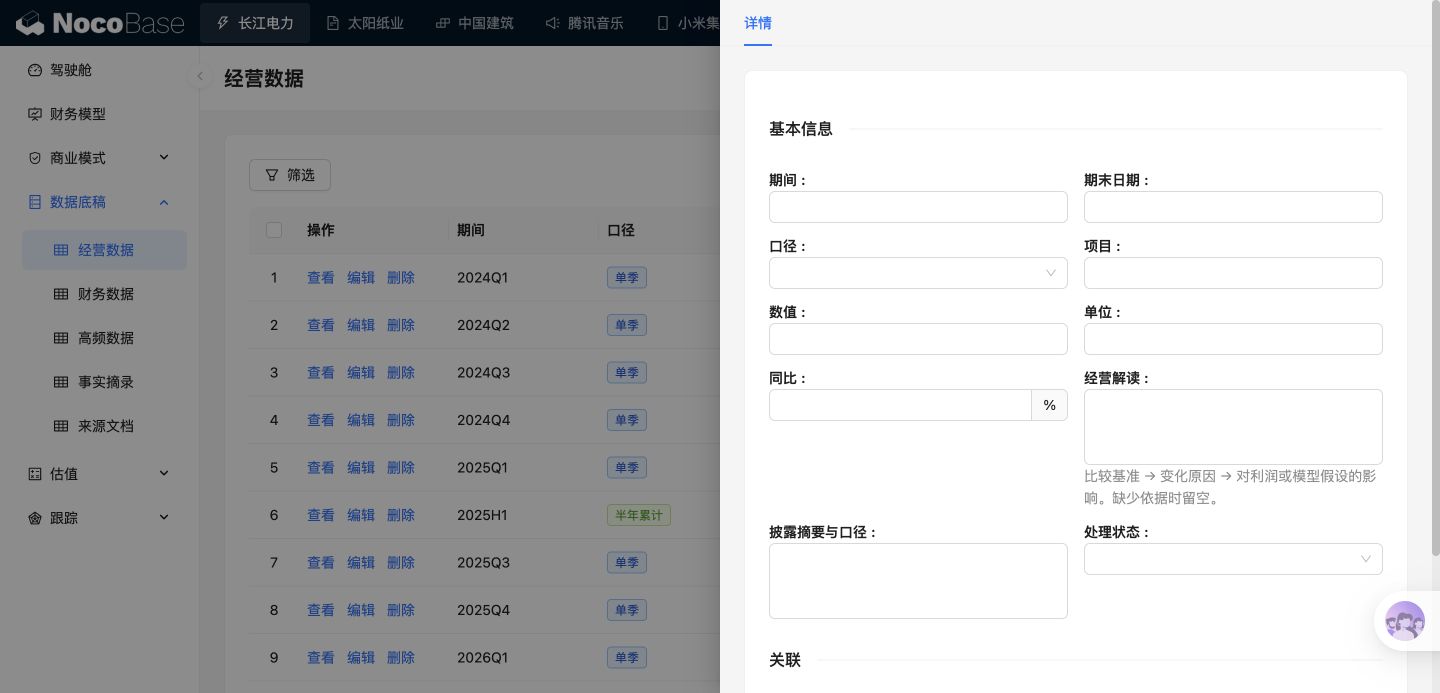 NocoBase
长江电力
太阳纸业
中国建筑
腾讯音乐
小米集
驾驶舱
财务模型
商业模式
数据底稿
经营数据
财务数据
高频数据
事实摘录
来源文档
估值
跟踪
经营数据
筛选
操作 期间 口径
1 查看 编辑 删除 2024Q1 单季
2 查看 编辑 删除 2024Q2 单季
3 查看 编辑 删除 2024Q3 单季
4 查看 编辑 删除 2024Q4 单季
5 查看 编辑 删除 2025Q1 单季
6 查看 编辑 删除 2025H1 半年累计
7 查看 编辑 删除 2025Q3 单季
8 查看 编辑 删除 2025Q4 单季
9 查看 编辑 删除 2026Q1 单季
详情
基本信息
期间：
期末日期：
口径：
项目：
数值：
单位：
同比：
%
经营解读：
比较基准 → 变化原因 → 对利润或模型假设的影
响。缺少依据时留空。
披露摘要与口径：
处理状态：
关联